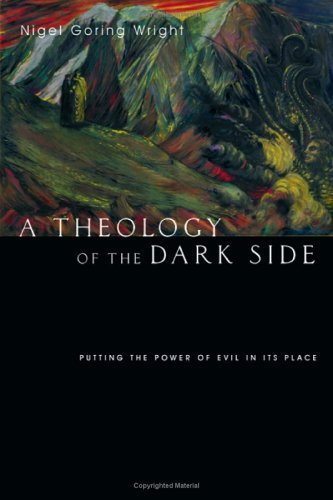 Nigel Goring Wright
A THEOLOGY
OF THE DARK SIDE
PUTTING THE POWER OF EVIL IN ITS PLACE
Copyrighted Material